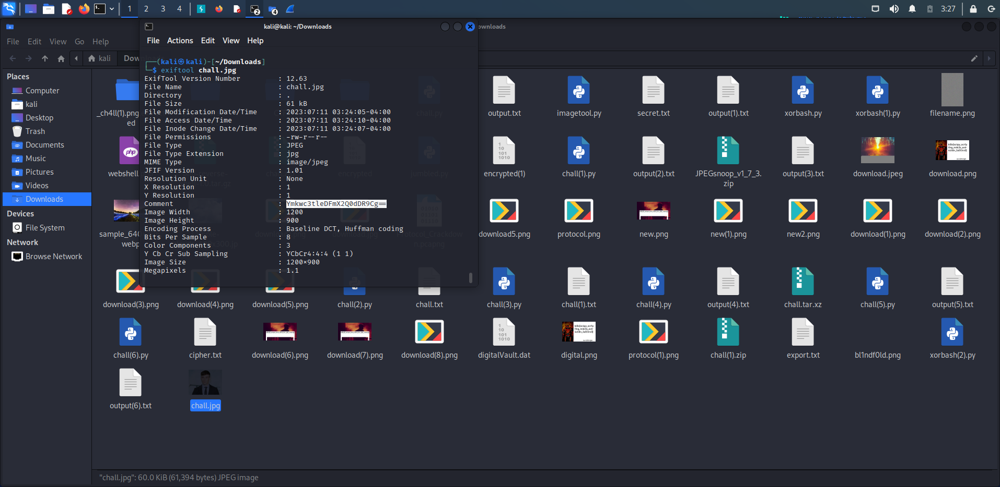 1 2 3 4 2 4 3:27
kali@kali: ~/Downloads
File Actions Edit View Help
File Edit View Go Help
kali
Places
Computer
kali
Desktop
Trash
Documents
Music
Pictures
Videos
Downloads
Devices
File System
Network
Browse Network
┌──(kali㉿kali)-[~/Downloads]
└─$ exiftool chall.jpg
ExifTool Version Number : 12.63
File Name : chall.jpg
Directory : .
File Size : 61 kB
File Modification Date/Time : 2023:07:11 03:24:05-04:00
File Access Date/Time : 2023:07:11 03:24:10-04:00
File Inode Change Date/Time : 2023:07:11 03:24:07-04:00
File Permissions : -rw-r--r--
File Type : JPEG
File Type Extension : jpg
MIME Type : image/jpeg
JFIF Version : 1.01
Resolution Unit : None
X Resolution : 1
Y Resolution : 1
Comment : Ymkwc3tleDFmX2Q0dDR9Cg==
Image Width : 1200
Image Height : 900
Encoding Process : Baseline DCT, Huffman coding
Bits Per Sample : 8
Color Components : 3
Y Cb Cr Sub Sampling : YCbCr4:4:4 (1 1)
Image Size : 1200×900
Megapixels : 1.1
_ch4ll(1).png
output.txt imagetool.py secret.txt output(1).txt xorbash.py xorbash(1).py filename.png
webshell
encrypted(1) chall(1).py output(2).txt JPEGsnoop_v1_7_3.
zip
output(3).txt download.jpeg download.png
sample_640
webp
download5.png protocol.png new.png new(1).png new2.png download(1).png download(2).png
download(3).png download(4).png download(5).png chall(2).py chall.txt chall(3).py chall(1).txt chall(4).py output(4).txt chall.tar.xz chall(5).py output(5).txt
chall(6).py cipher.txt download(6).png download(7).png download(8).png digitalVault.dat digital.png protocol(1).png chall(1).zip export.txt bl1ndf0ld.png xorbash(2).py
output(6).txt chall.jpg
"chall.jpg": 60.0 KiB (61,394 bytes) JPEG image